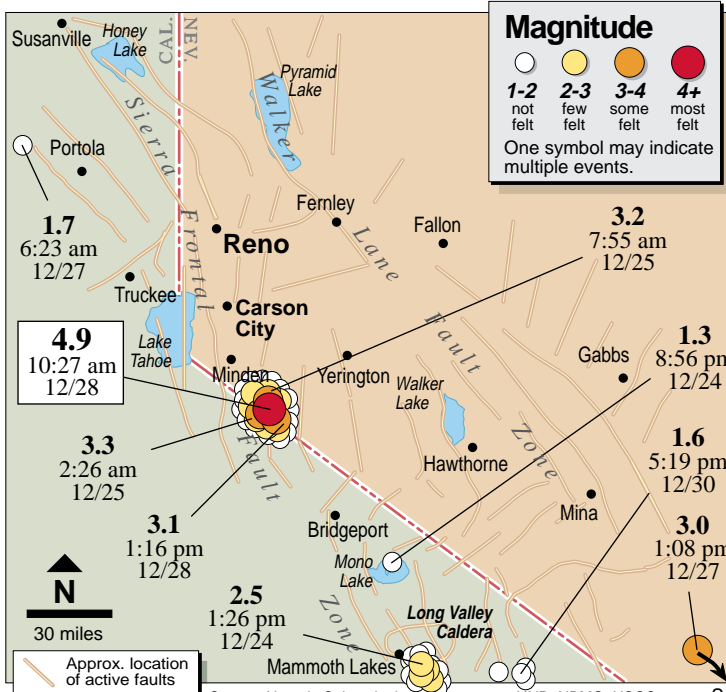 Susanville
Honey
Lake
CAL.
NEV.
Pyramid
Lake
Walker
Lane
Fault
Zone
Sierra
Frontal
Fault
Zone
Magnitude
1-2
not
felt
2-3
few
felt
3-4
some
felt
4+
most
felt
One symbol may indicate
multiple events.
Portola
1.7
6:23 am
12/27
Reno
Fernley
Fallon
3.2
7:55 am
12/25
Truckee
Carson
City
Lake
Tahoe
4.9
10:27 am
12/28
Minden
Yerington
Walker
Lake
Gabbs
1.3
8:56 pm
12/24
3.3
2:26 am
12/25
Hawthorne
1.6
5:19 pm
12/30
Mina
3.1
1:16 pm
12/28
Bridgeport
Mono
Lake
3.0
1:08 pm
12/27
N
30 miles
2.5
1:26 pm
12/24
Long Valley
Caldera
Mammoth Lakes
Approx. location
of active faults